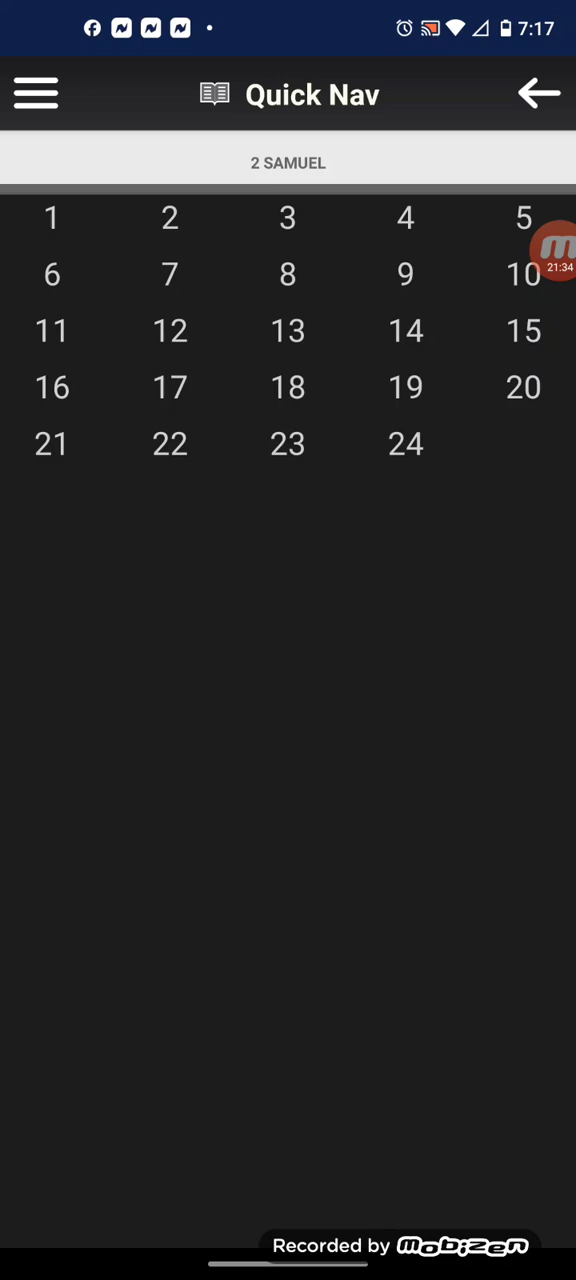 7:17
Quick Nav
2 SAMUEL
1 2 3 4 5
6 7 8 9 10
21:34
11 12 13 14 15
16 17 18 19 20
21 22 23 24
Recorded by mobizen